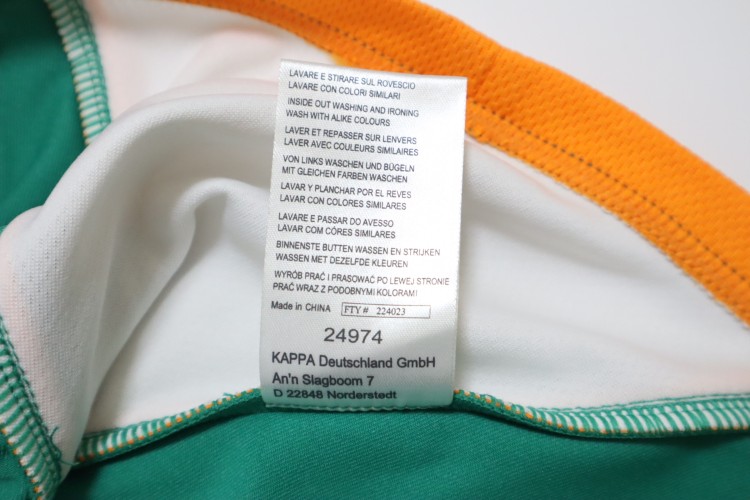 LAVARE E STIRARE SUL ROVESCIO
LAVARE CON COLORI SIMILARI
INSIDE OUT WASHING AND IRONING
WASH WITH ALIKE COLOURS
LAVER ET REPASSER SUR L'ENVERS
LAVER AVEC COULEURS SIMILAIRES
VON LINKS WASCHEN UND BÜGELN
MIT GLEICHEN FARBEN WASCHEN
LAVAR Y PLANCHAR POR EL REVES
LAVAR CON COLORES SIMILARES
LAVARE E PASSAR DO AVESSO
LAVAR COM CÓRES SIMILARES
BINNENSTE BUTTEN WASSEN EN STRIJKEN
WASSEN MET DEZELFDE KLEUREN
WYRÓB PRAĆ I PRASOWAĆ PO LEWEJ STRONIE
PRAĆ WRAZ Z PODOBNYMI KOLORAMI
Made in CHINA FTY# 224023
24974
KAPPA Deutschland GmbH
An'n Slagboom 7
D 22848 Norderstedt